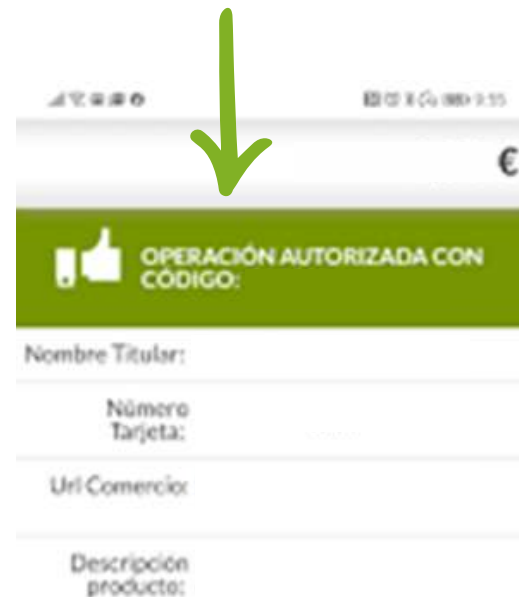 €
OPERACIÓN AUTORIZADA CON
CÓDIGO:
Nombre Titular:
Número
Tarjeta:
Url Comercio:
Descripción
producto: